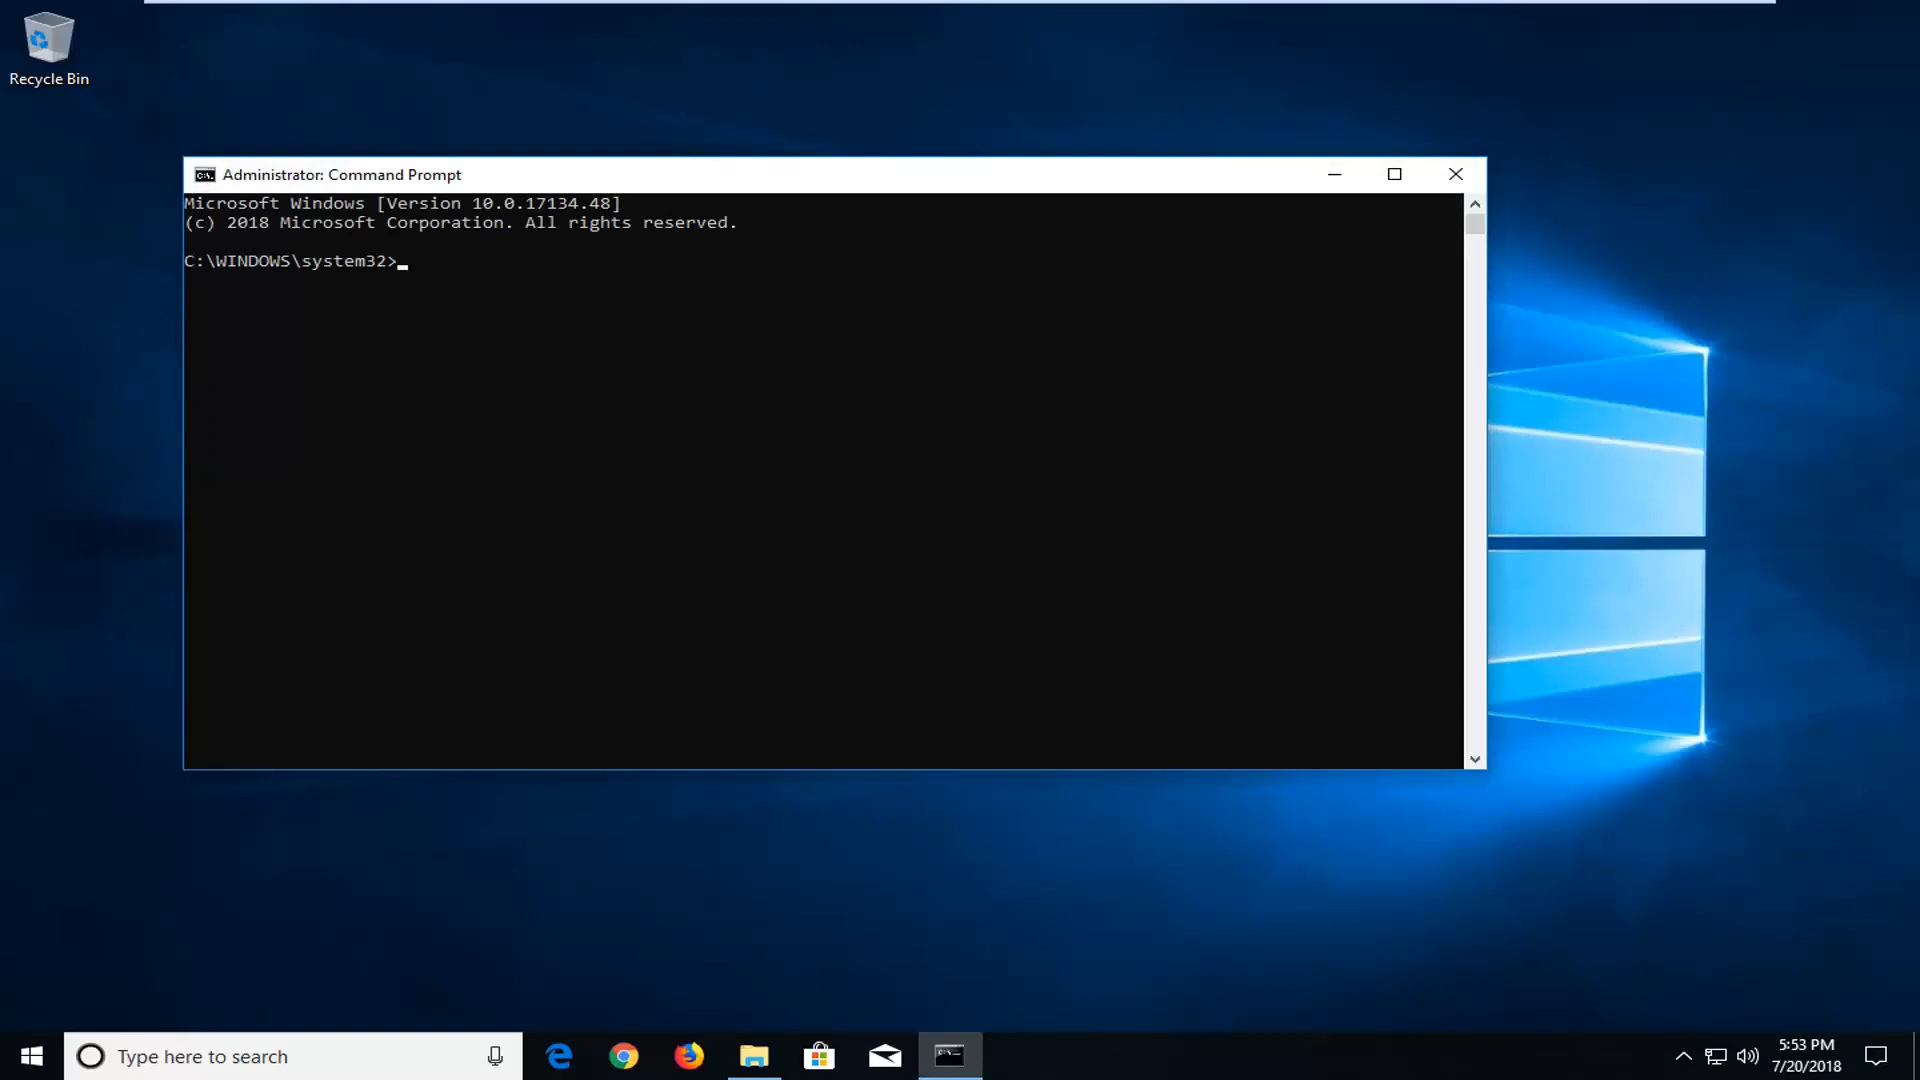 Recycle Bin
Administrator: Command Prompt
Microsoft Windows [Version 10.0.17134.48]
(c) 2018 Microsoft Corporation. All rights reserved.
C:\WINDOWS\system32>
Type here to search
5:53 PM
7/20/2018